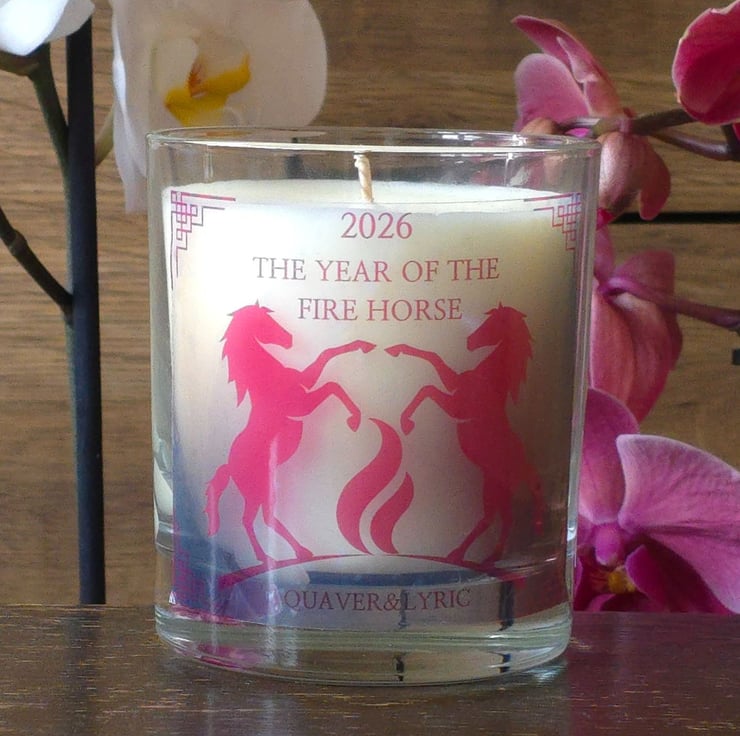 2026
THE YEAR OF THE
FIRE HORSE
QUAVER&LYRIC